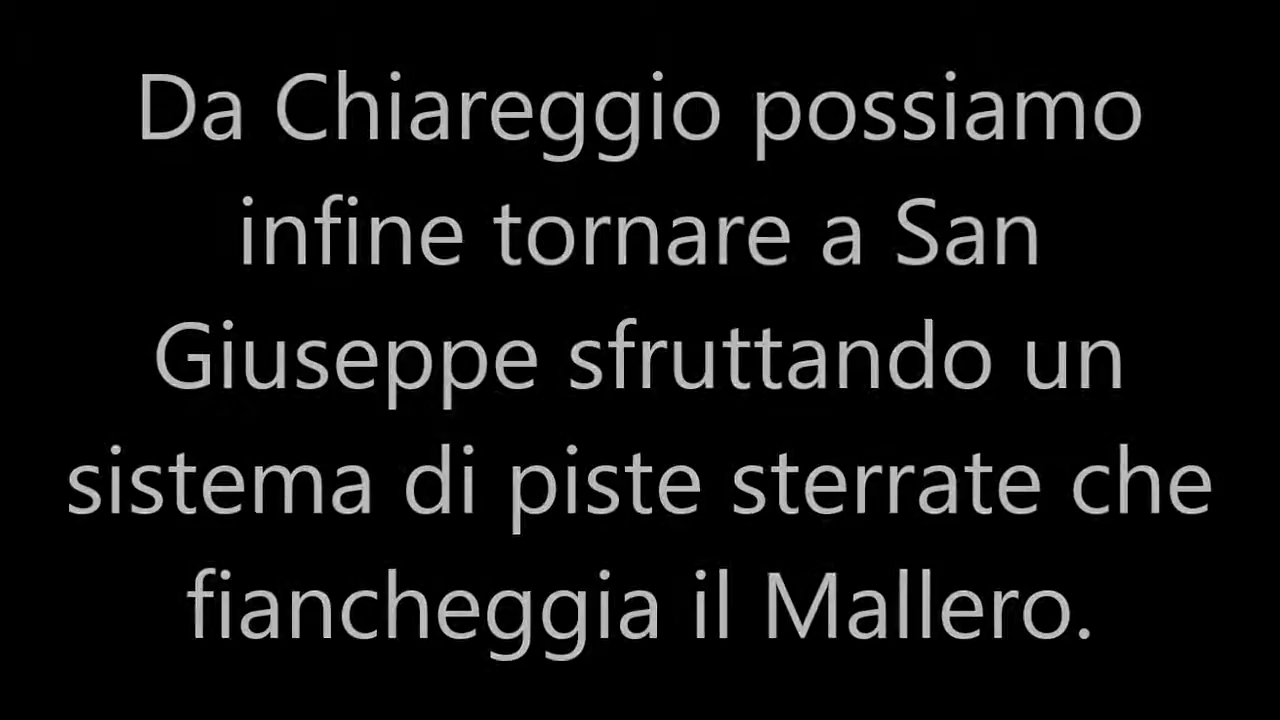 Da Chiareggio possiamo
infine tornare a San
Giuseppe sfruttando un
sistema di piste sterrate che
fiancheggia il Mallero.